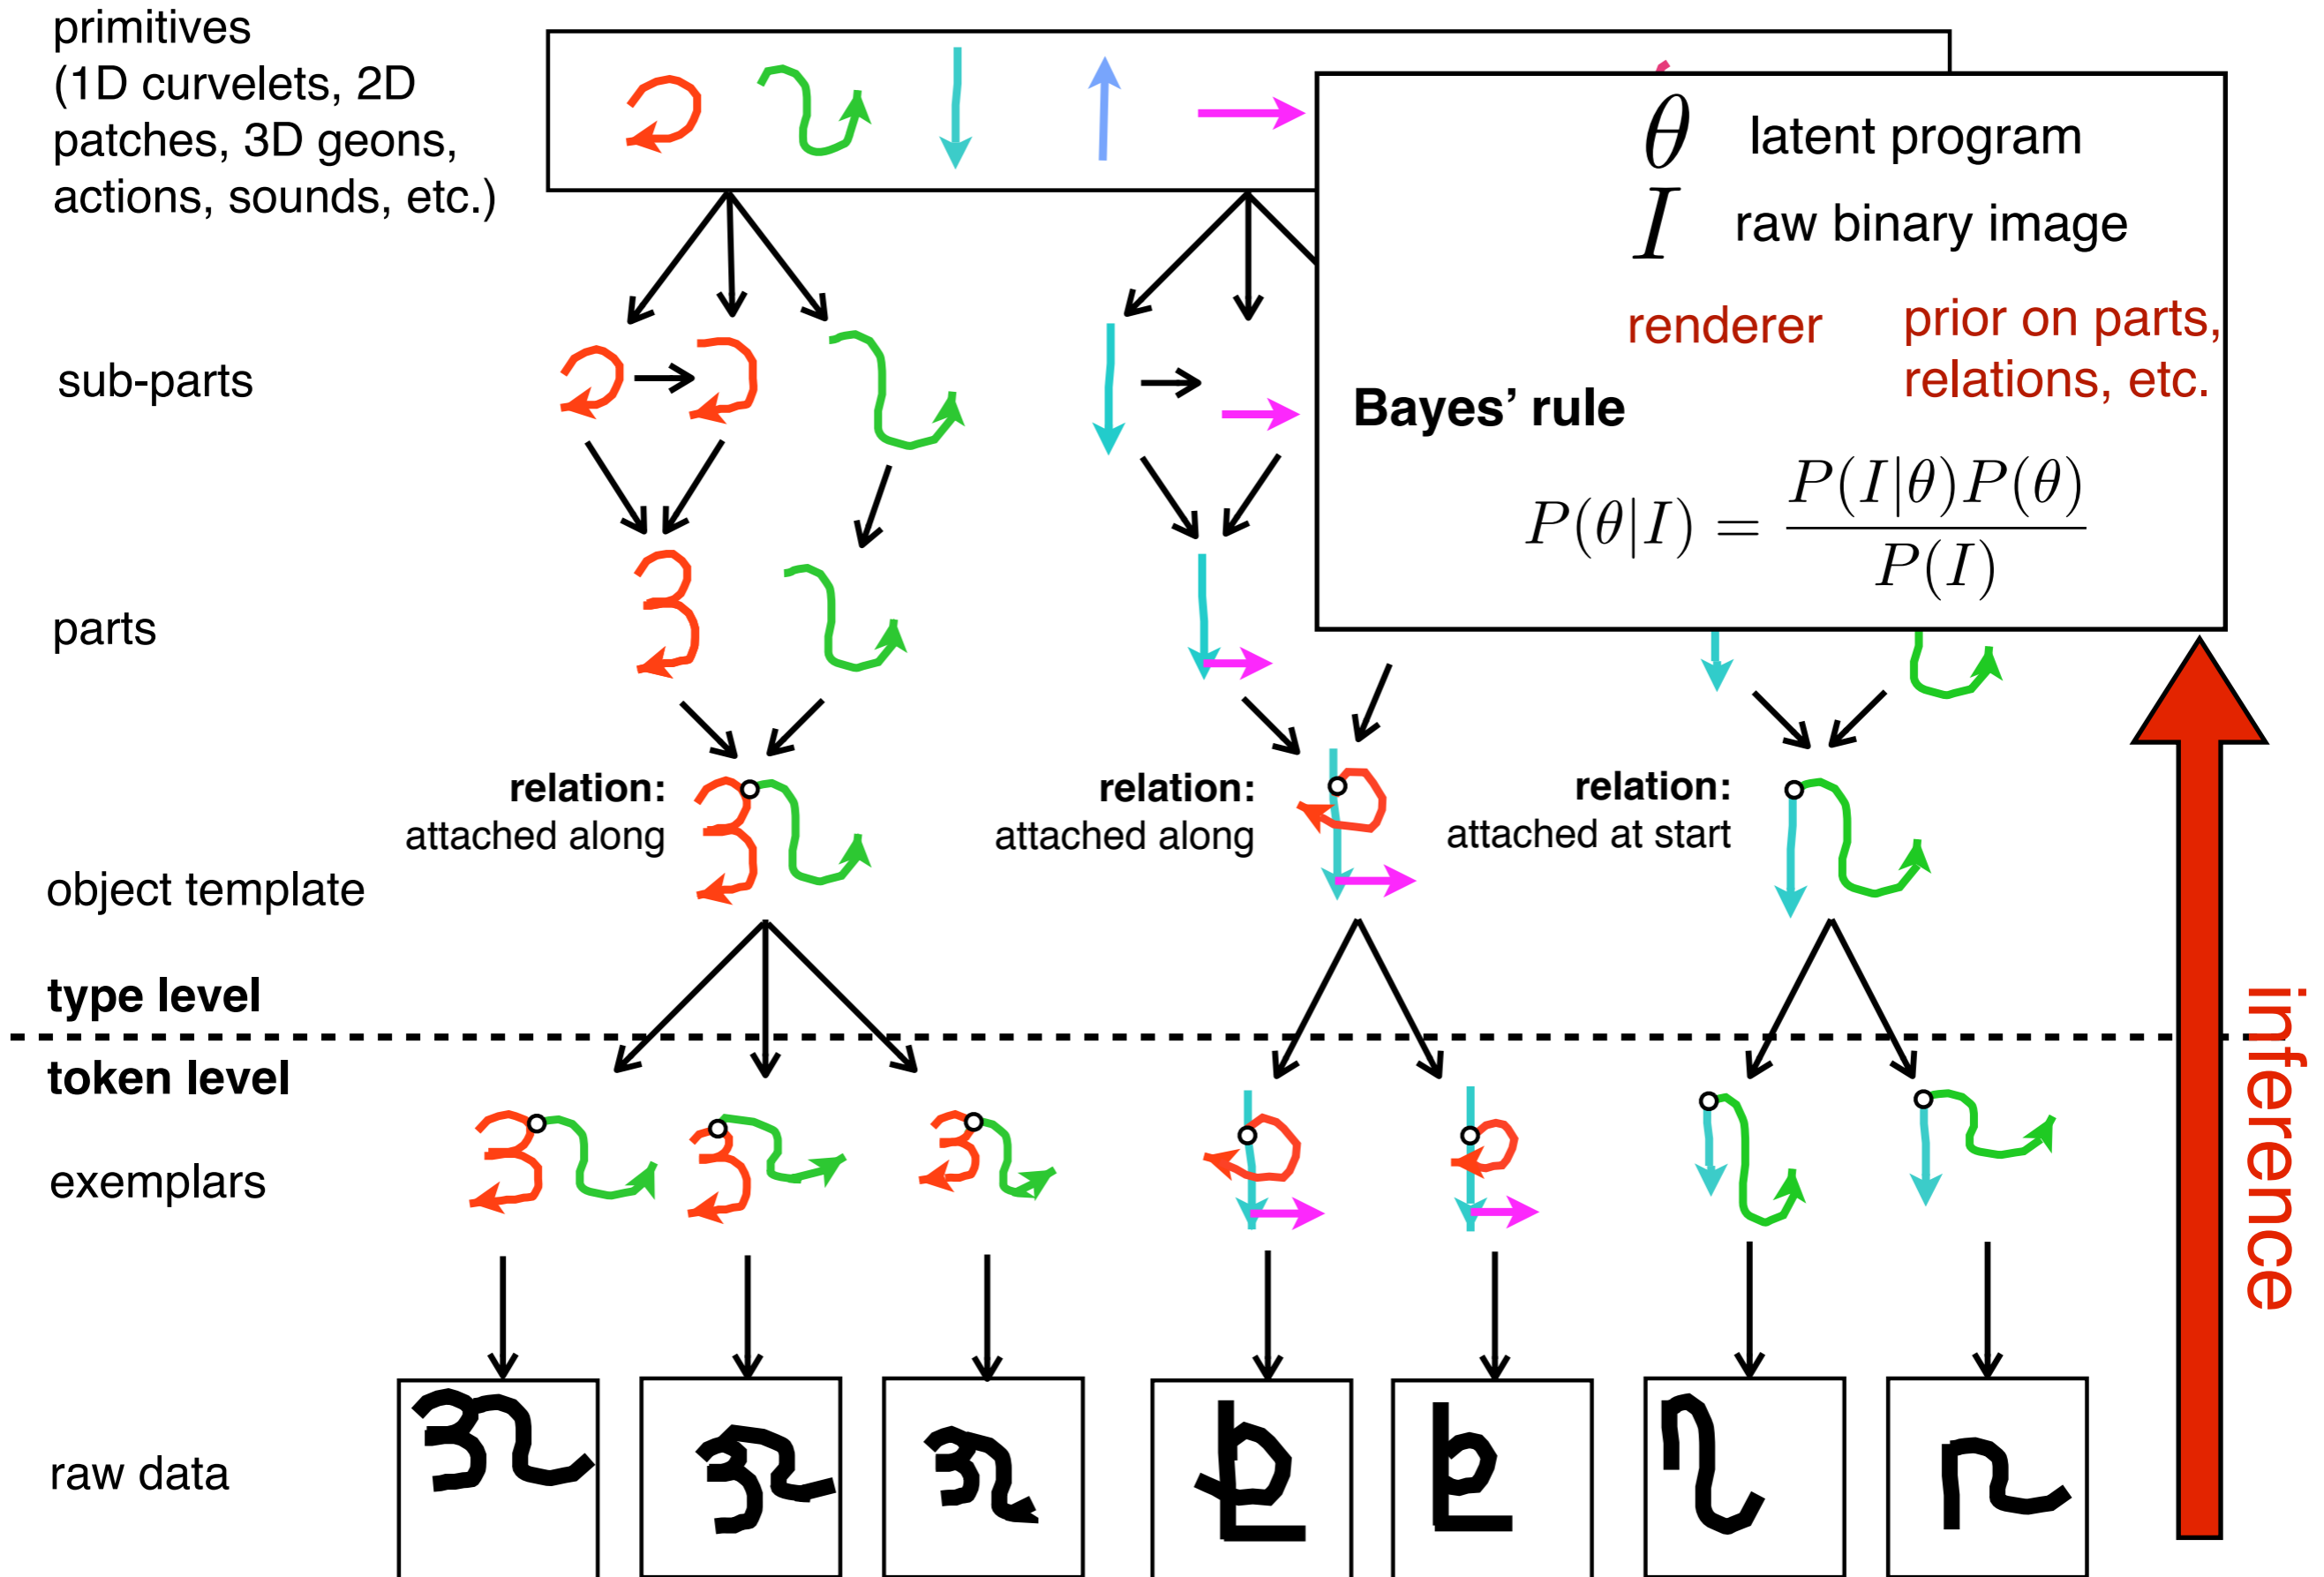 primitives
(1D curvelets, 2D
patches, 3D geons,
actions, sounds, etc.)
θ latent program
I raw binary image
renderer
prior on parts,
relations, etc.
Bayes’ rule
P(θ|I) = P(I|θ)P(θ) / P(I)
sub-parts
parts
relation:
attached along
relation:
attached along
relation:
attached at start
object template
type level
token level
exemplars
raw data
inference